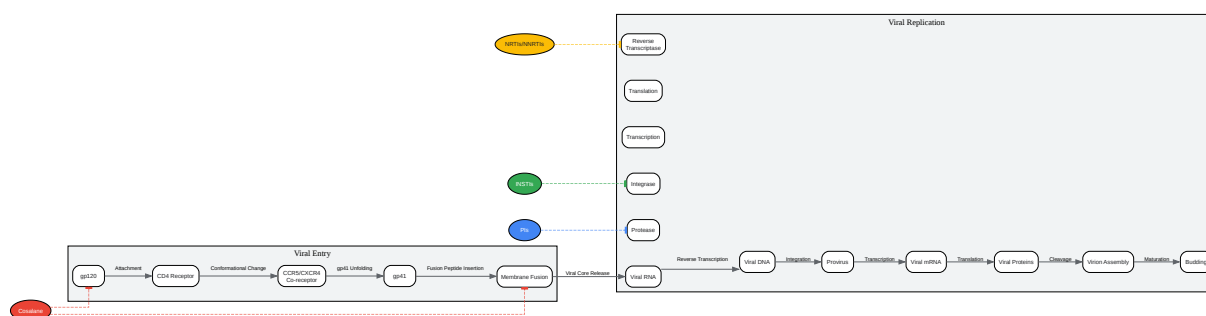 Viral Replication
NRTIs/NNRTIs
Reverse
Transcriptase
Translation
Transcription
INSTIs
Integrase
PIs
Protease
Viral Entry
gp120
Attachment
CD4 Receptor
Conformational Change
CCR5/CXCR4
Co-receptor
gp41 Unfolding
gp41
Fusion Peptide Insertion
Membrane Fusion
Viral Core Release
Viral RNA
Reverse Transcription
Viral DNA
Integration
Provirus
Transcription
Viral mRNA
Translation
Viral Proteins
Cleavage
Virion Assembly
Maturation
Budding
Cosalane